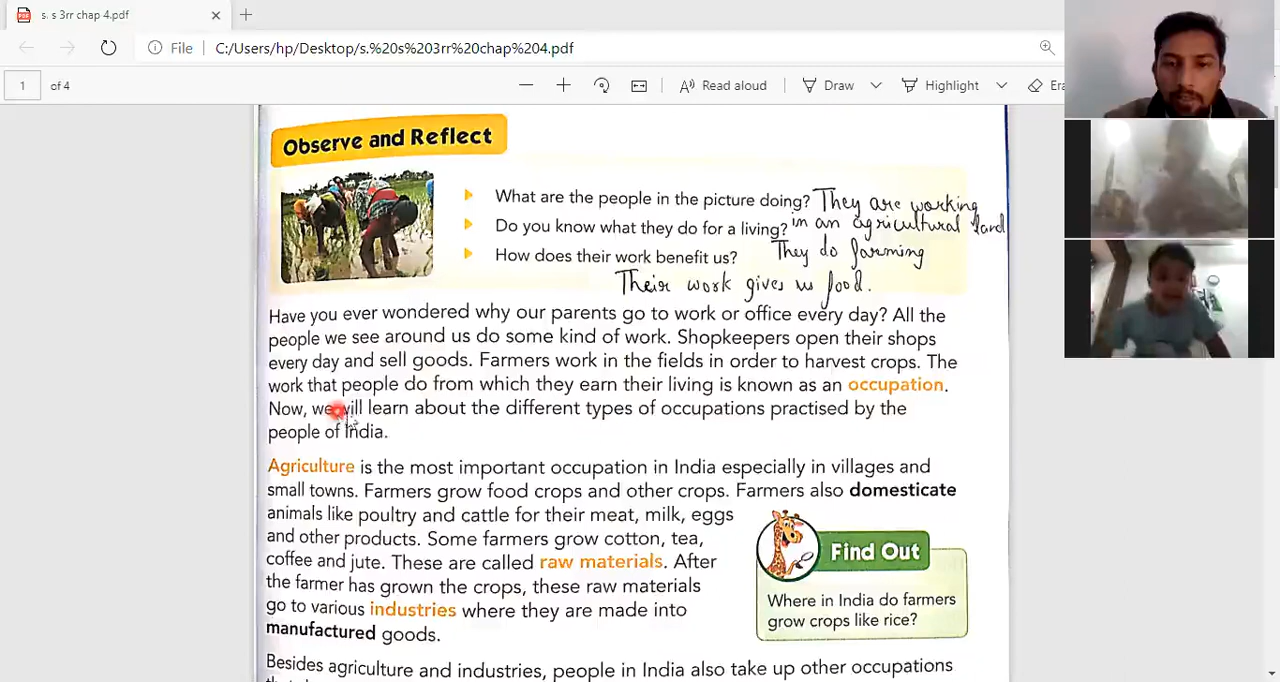 s. s 3rr chap 4.pdf
File C:/Users/hp/Desktop/s.%20s%203rr%20chap%204.pdf
1 of 4 Read aloud Draw Highlight Era
Observe and Reflect
What are the people in the picture doing? They are working
in an agricultural land
Do you know what they do for a living?
They do farming
How does their work benefit us?
Their work gives us food.
Have you ever wondered why our parents go to work or office every day? All the
people we see around us do some kind of work. Shopkeepers open their shops
every day and sell goods. Farmers work in the fields in order to harvest crops. The
work that people do from which they earn their living is known as an occupation.
Now, we will learn about the different types of occupations practised by the
people of India.
Agriculture is the most important occupation in India especially in villages and
small towns. Farmers grow food crops and other crops. Farmers also domesticate
animals like poultry and cattle for their meat, milk, eggs
and other products. Some farmers grow cotton, tea,
coffee and jute. These are called raw materials. After
the farmer has grown the crops, these raw materials
go to various industries where they are made into
manufactured goods.
Find Out
Where in India do farmers
grow crops like rice?
Besides agriculture and industries, people in India also take up other occupations